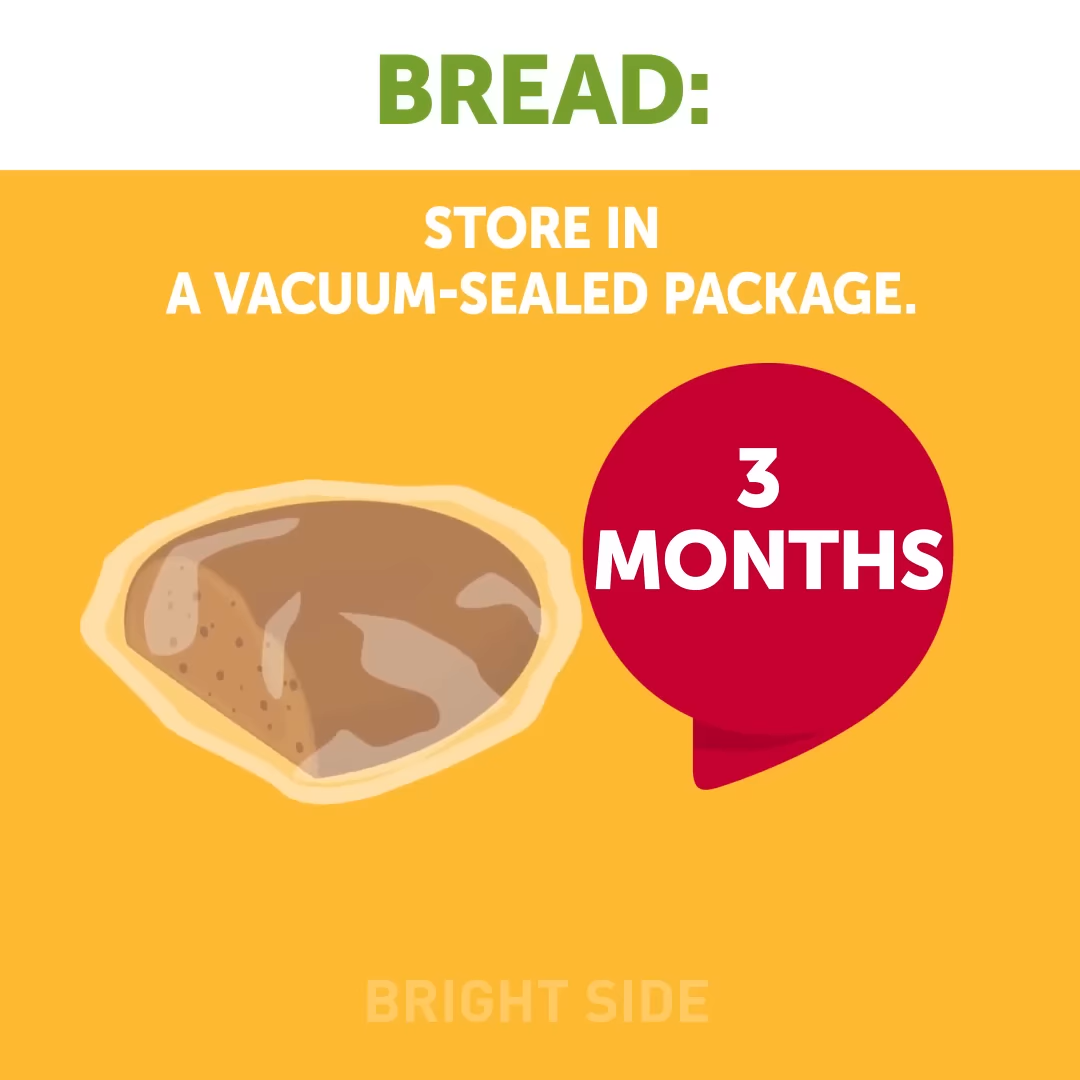 BREAD:
STORE IN
A VACUUM-SEALED PACKAGE.
3
MONTHS
BRIGHT SIDE